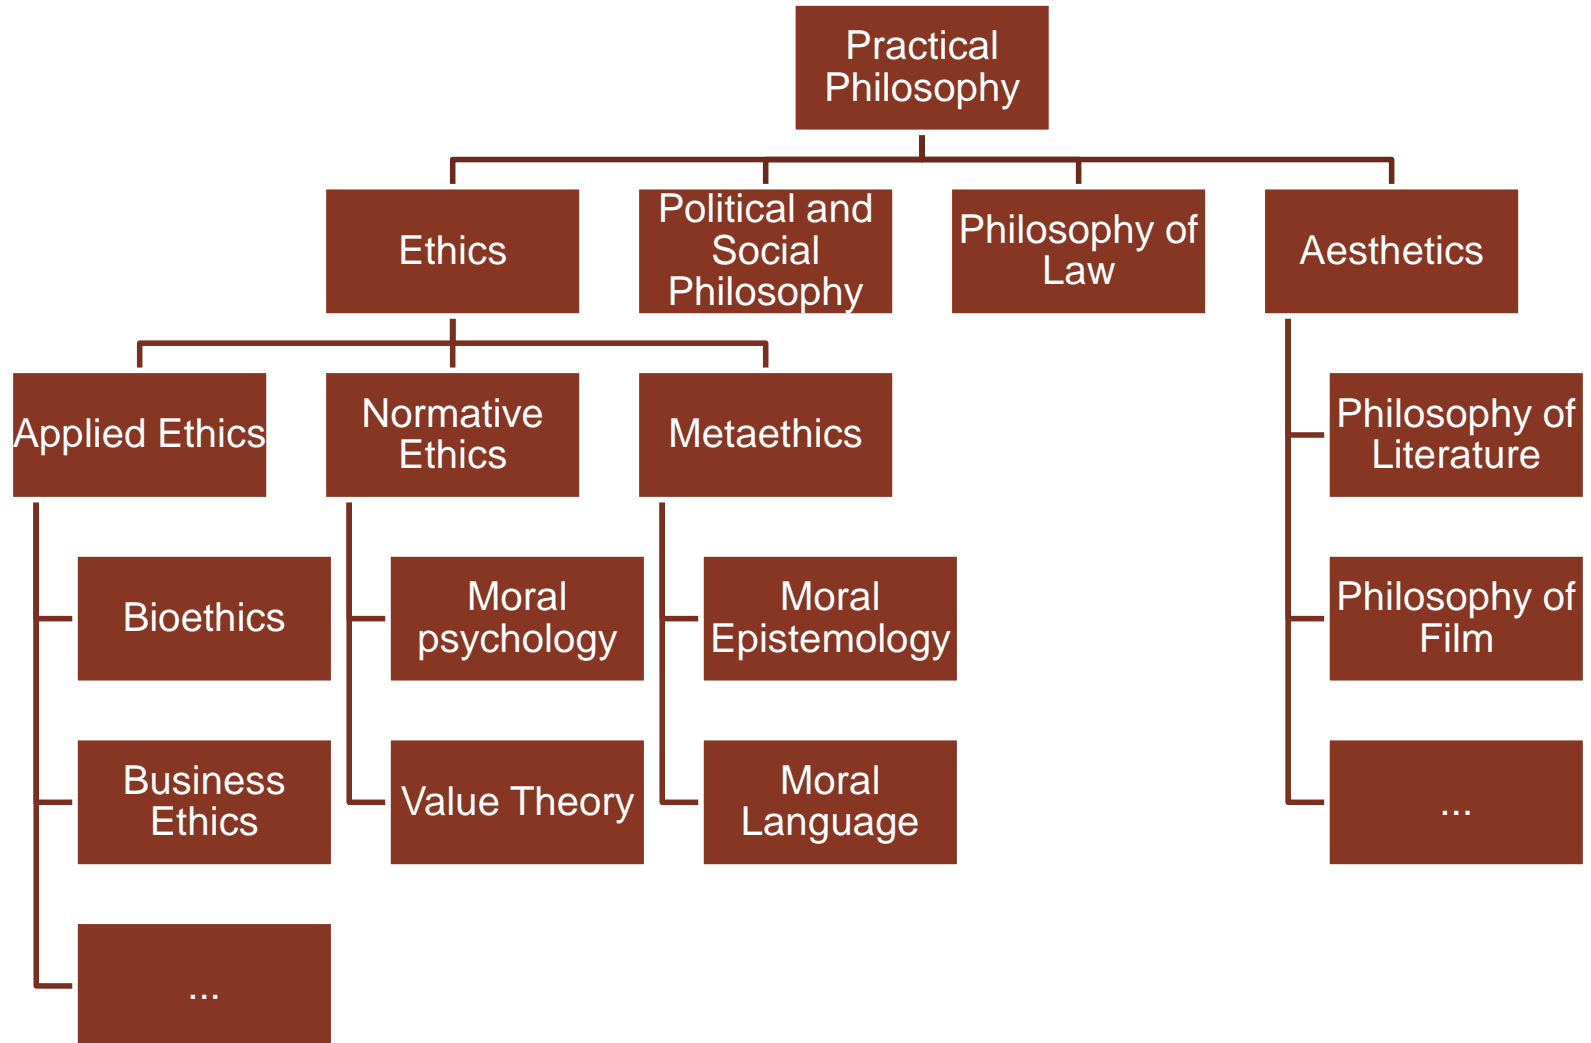 Practical
Philosophy
Ethics
Political and
Social
Philosophy
Philosophy of
Law
Aesthetics
Applied Ethics
Normative
Ethics
Metaethics
Philosophy of
Literature
Bioethics
Moral
psychology
Moral
Epistemology
Philosophy of
Film
Business
Ethics
Value Theory
Moral
Language
...
...